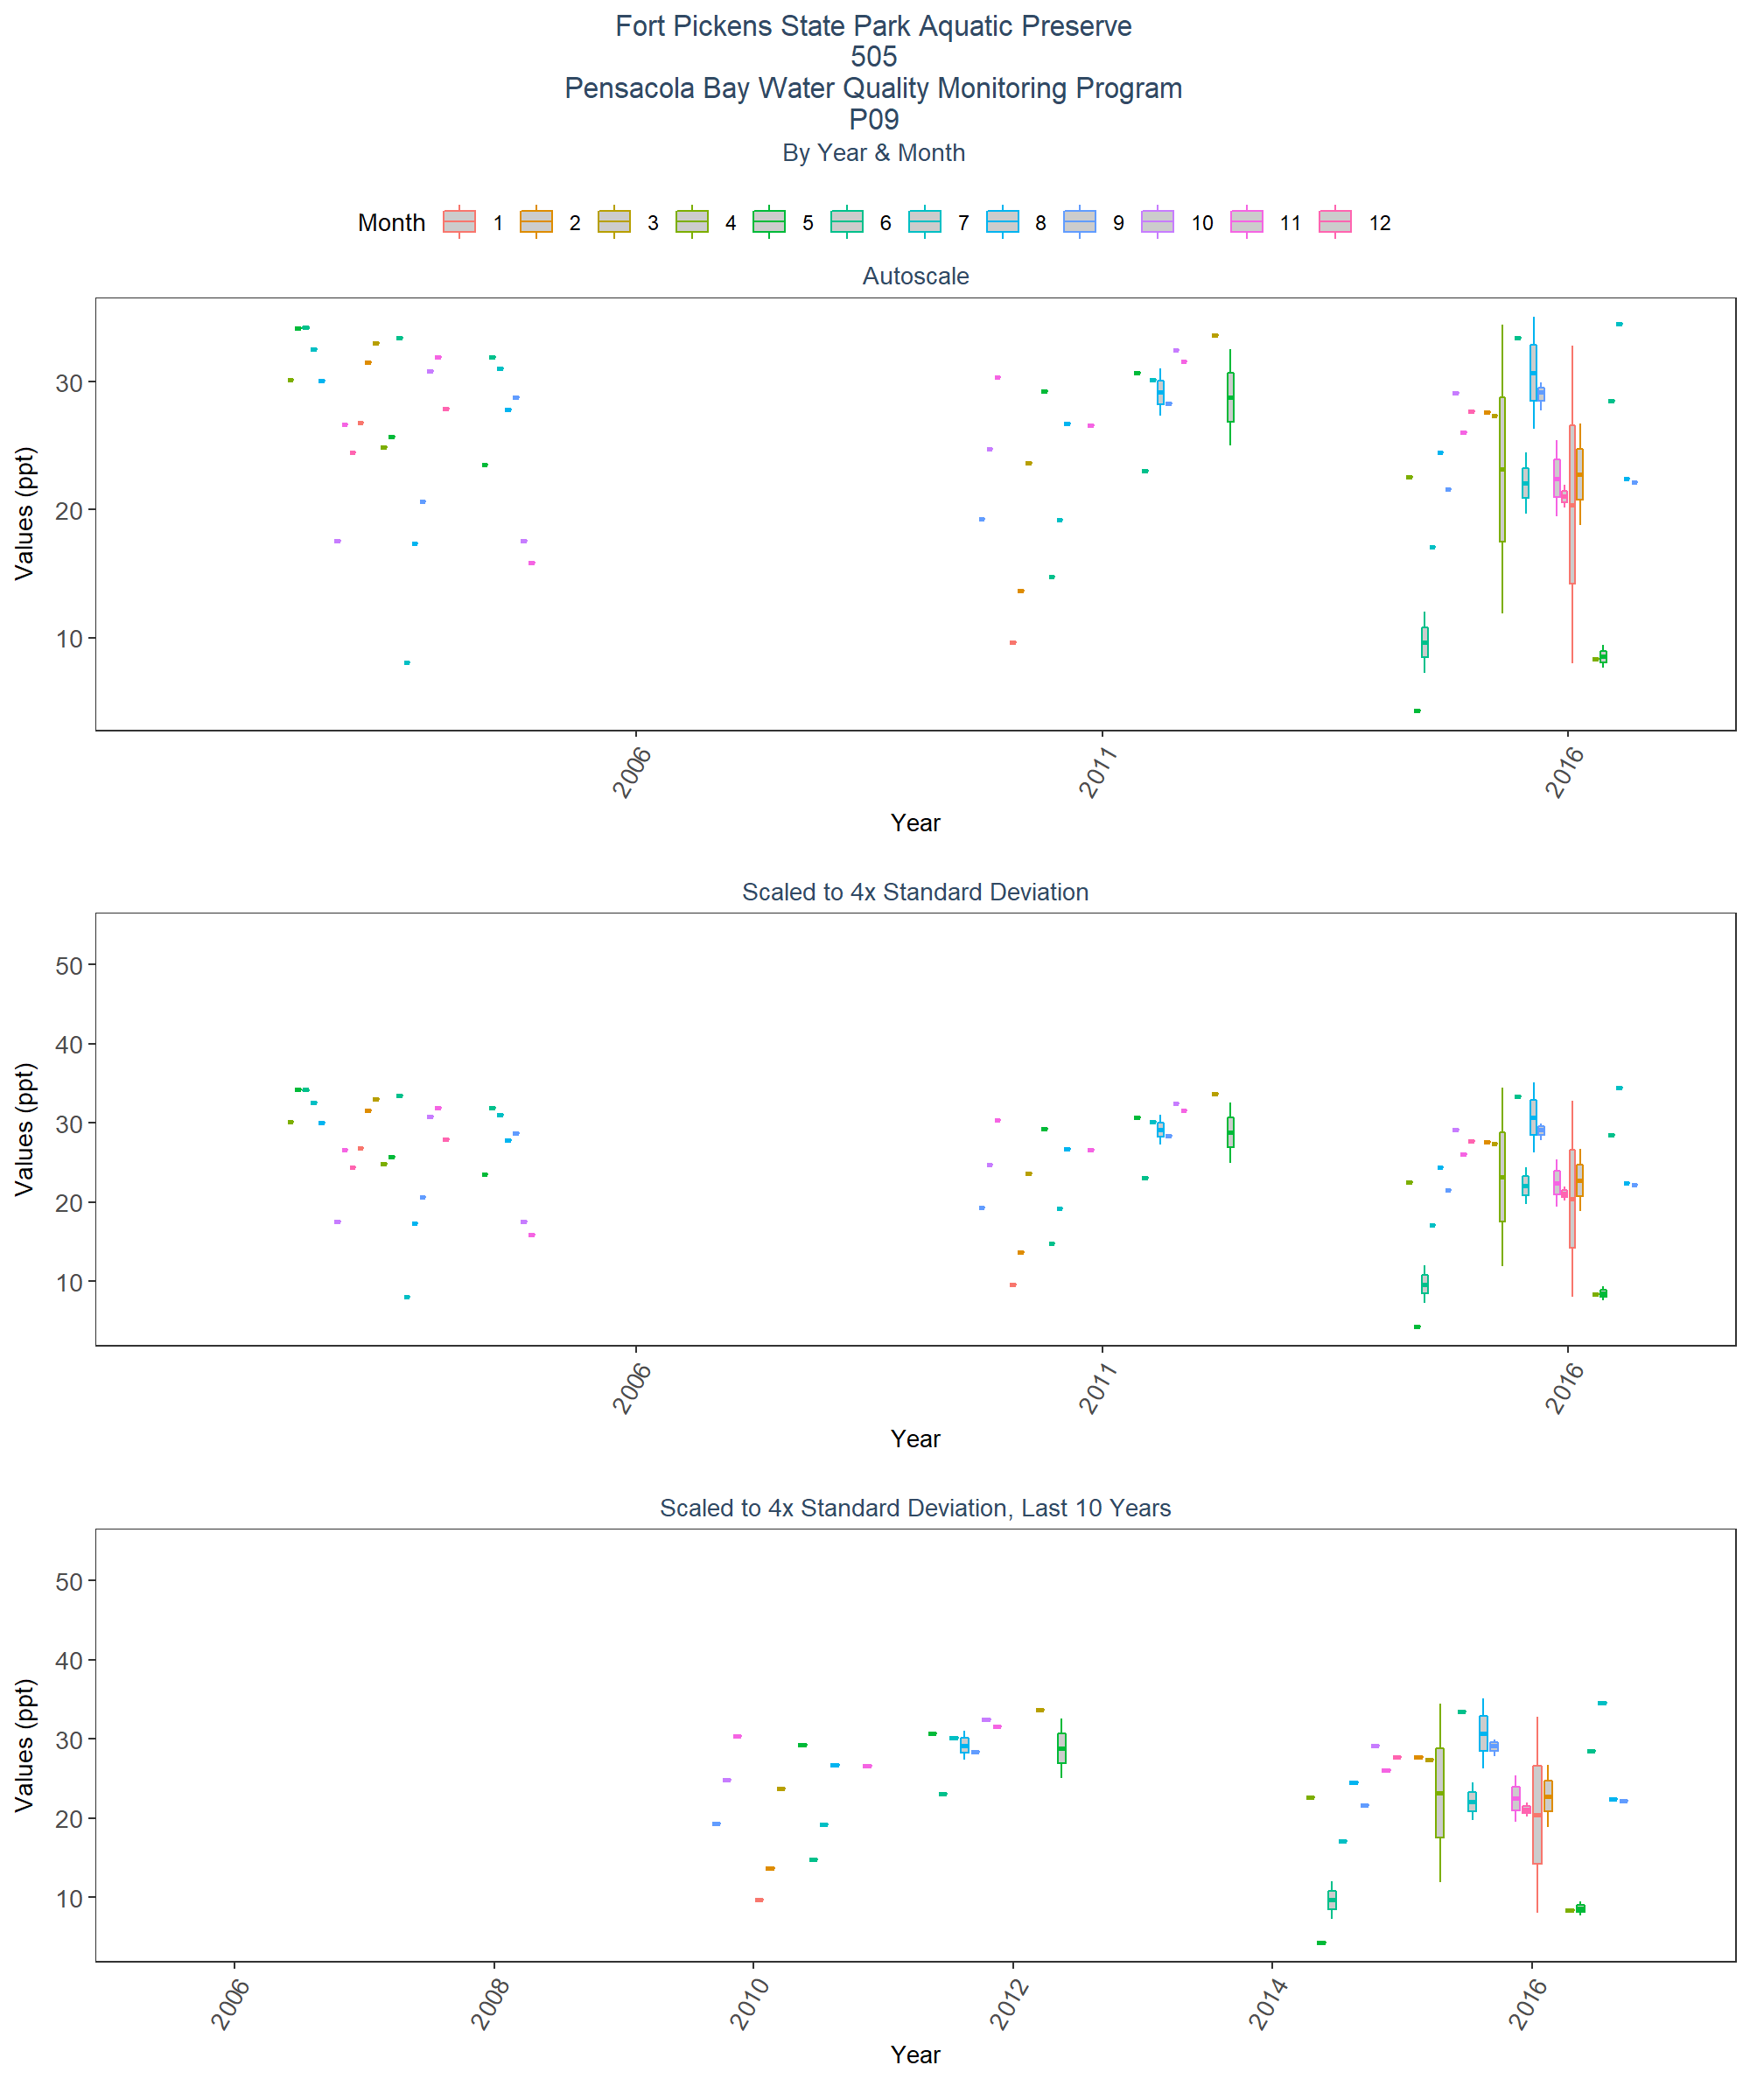 Fort Pickens State Park Aquatic Preserve
505
Pensacola Bay Water Quality Monitoring Program
P09
By Year & Month
Month 1 2 3 4 5 6 7 8 9 10 11 12
Autoscale
Values (ppt)
30
20
10
2006 2011 2016
Year
Scaled to 4x Standard Deviation
Values (ppt)
50
40
30
20
10
2006 2011 2016
Year
Scaled to 4x Standard Deviation, Last 10 Years
Values (ppt)
50
40
30
20
10
2006 2008 2010 2012 2014 2016
Year